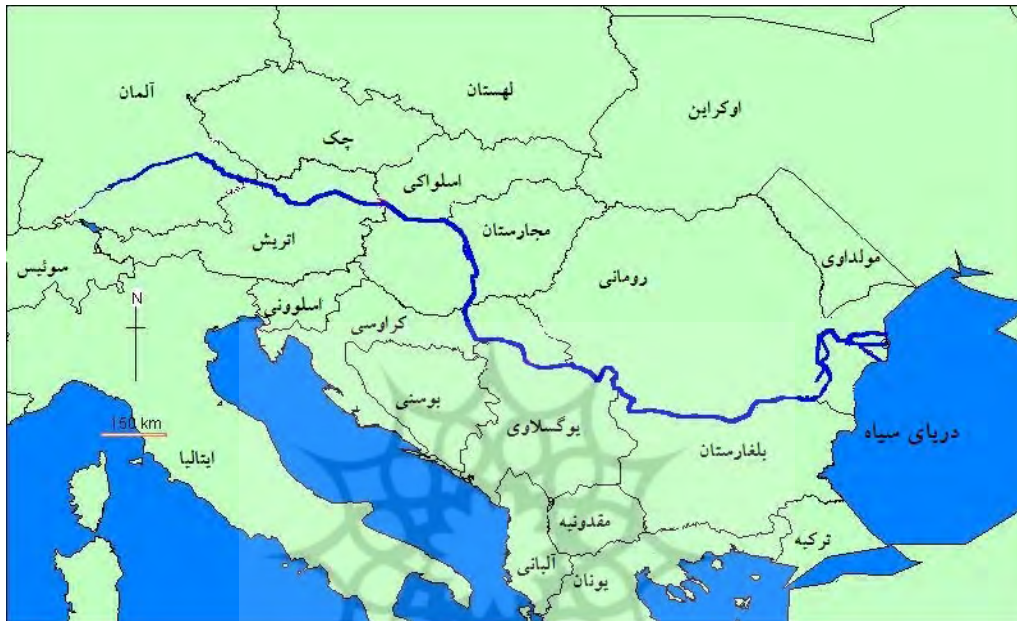 آلمان
لهستان
اوکراین
چک
اسلواکی
مجارستان
اتریش
مولداوی
سوئیس
رومانی
N
اسلوونی
کراوسی
بوسنی
150 km
یوگسلاوی
دریای سیاه
ایتالیا
بلغارستان
مقدونیه
ترکیه
آلبانی
یونان